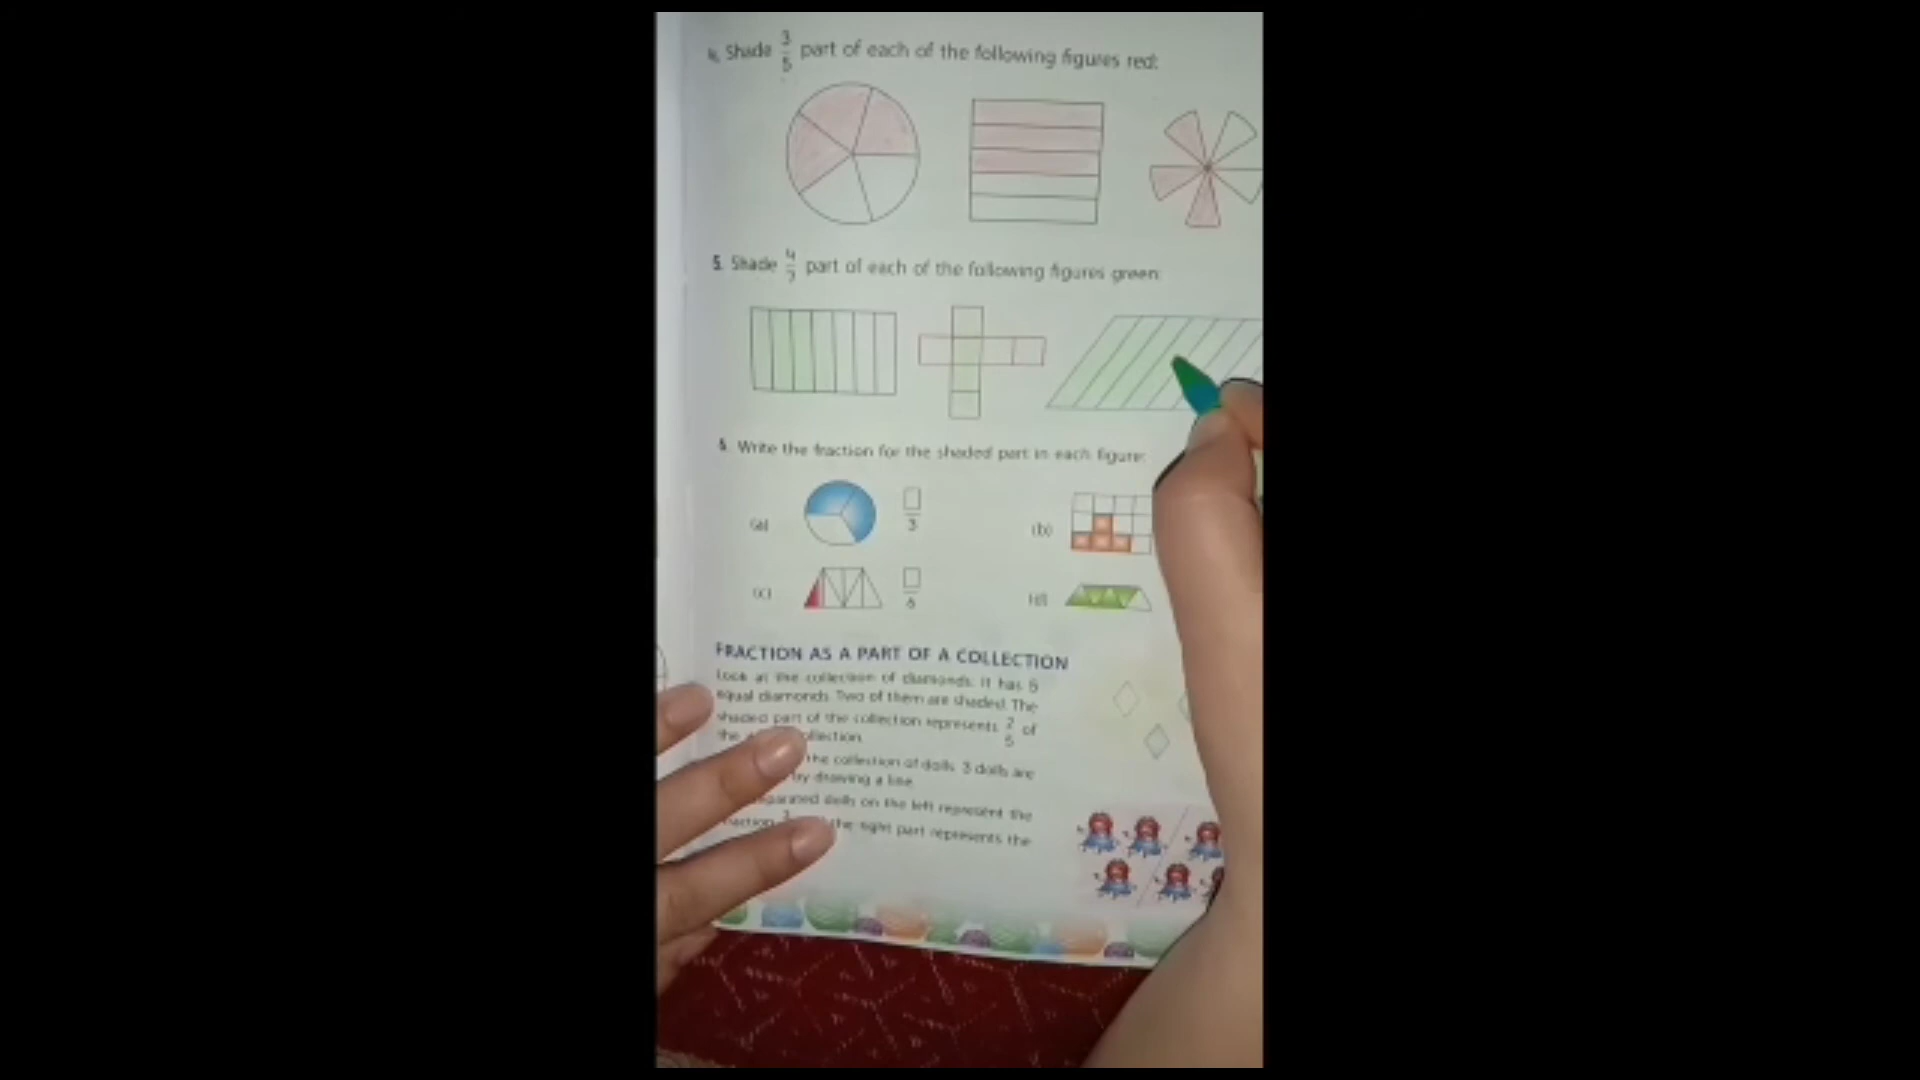 4. Shade 3/5 part of each of the following figures red:
5. Shade 4/7 part of each of the following figures green:
6. Write the fraction for the shaded part in each figure:
(a) 3 (b)
(c) 6 (d)
FRACTION AS A PART OF A COLLECTION
Look at the collection of diamonds. It has 5
equal diamonds. Two of them are shaded. The
shaded part of the collection represents 2/5 of
the collection.
the collection of dolls. 3 dolls are
by drawing a line.
separated dolls on the left represent the
fraction the right part represents the